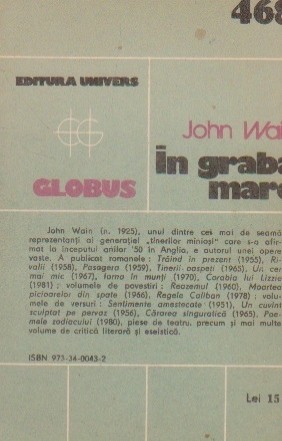 468
EDITURA UNIVERS
John Wai
în graba
mare
GLOBUS
John Wain (n. 1925), unul dintre cei mai de seamă
reprezentanți ai generației „tinerilor minioși" care s-a afir-
mat la începutul anilor '50 în Anglia, e autorul unei opere
vaste. A publicat romanele: Trăind în prezent (1955), Ri-
valii (1958), Pasagera (1959), Tinerii-oaspeți (1965), Un cer
mai mic (1967), Iarna în munți (1970), Corabia lui Lizzie
(1981) ; volumele de povestiri : Reazemul (1960), Moartea
picioarelor din spate (1966), Regele Caliban (1978) ; volu-
mele de versuri : Sentimente amestecate (1951), Un cuvînt
sculptat pe pervaz (1956), Cărarea singuratică (1965), Poe-
mele zodiacului (1980), piese de teatru, precum și mai multe
volume de critică literară și eseistică.
ISBN 973-34-0043-2
Lei 15